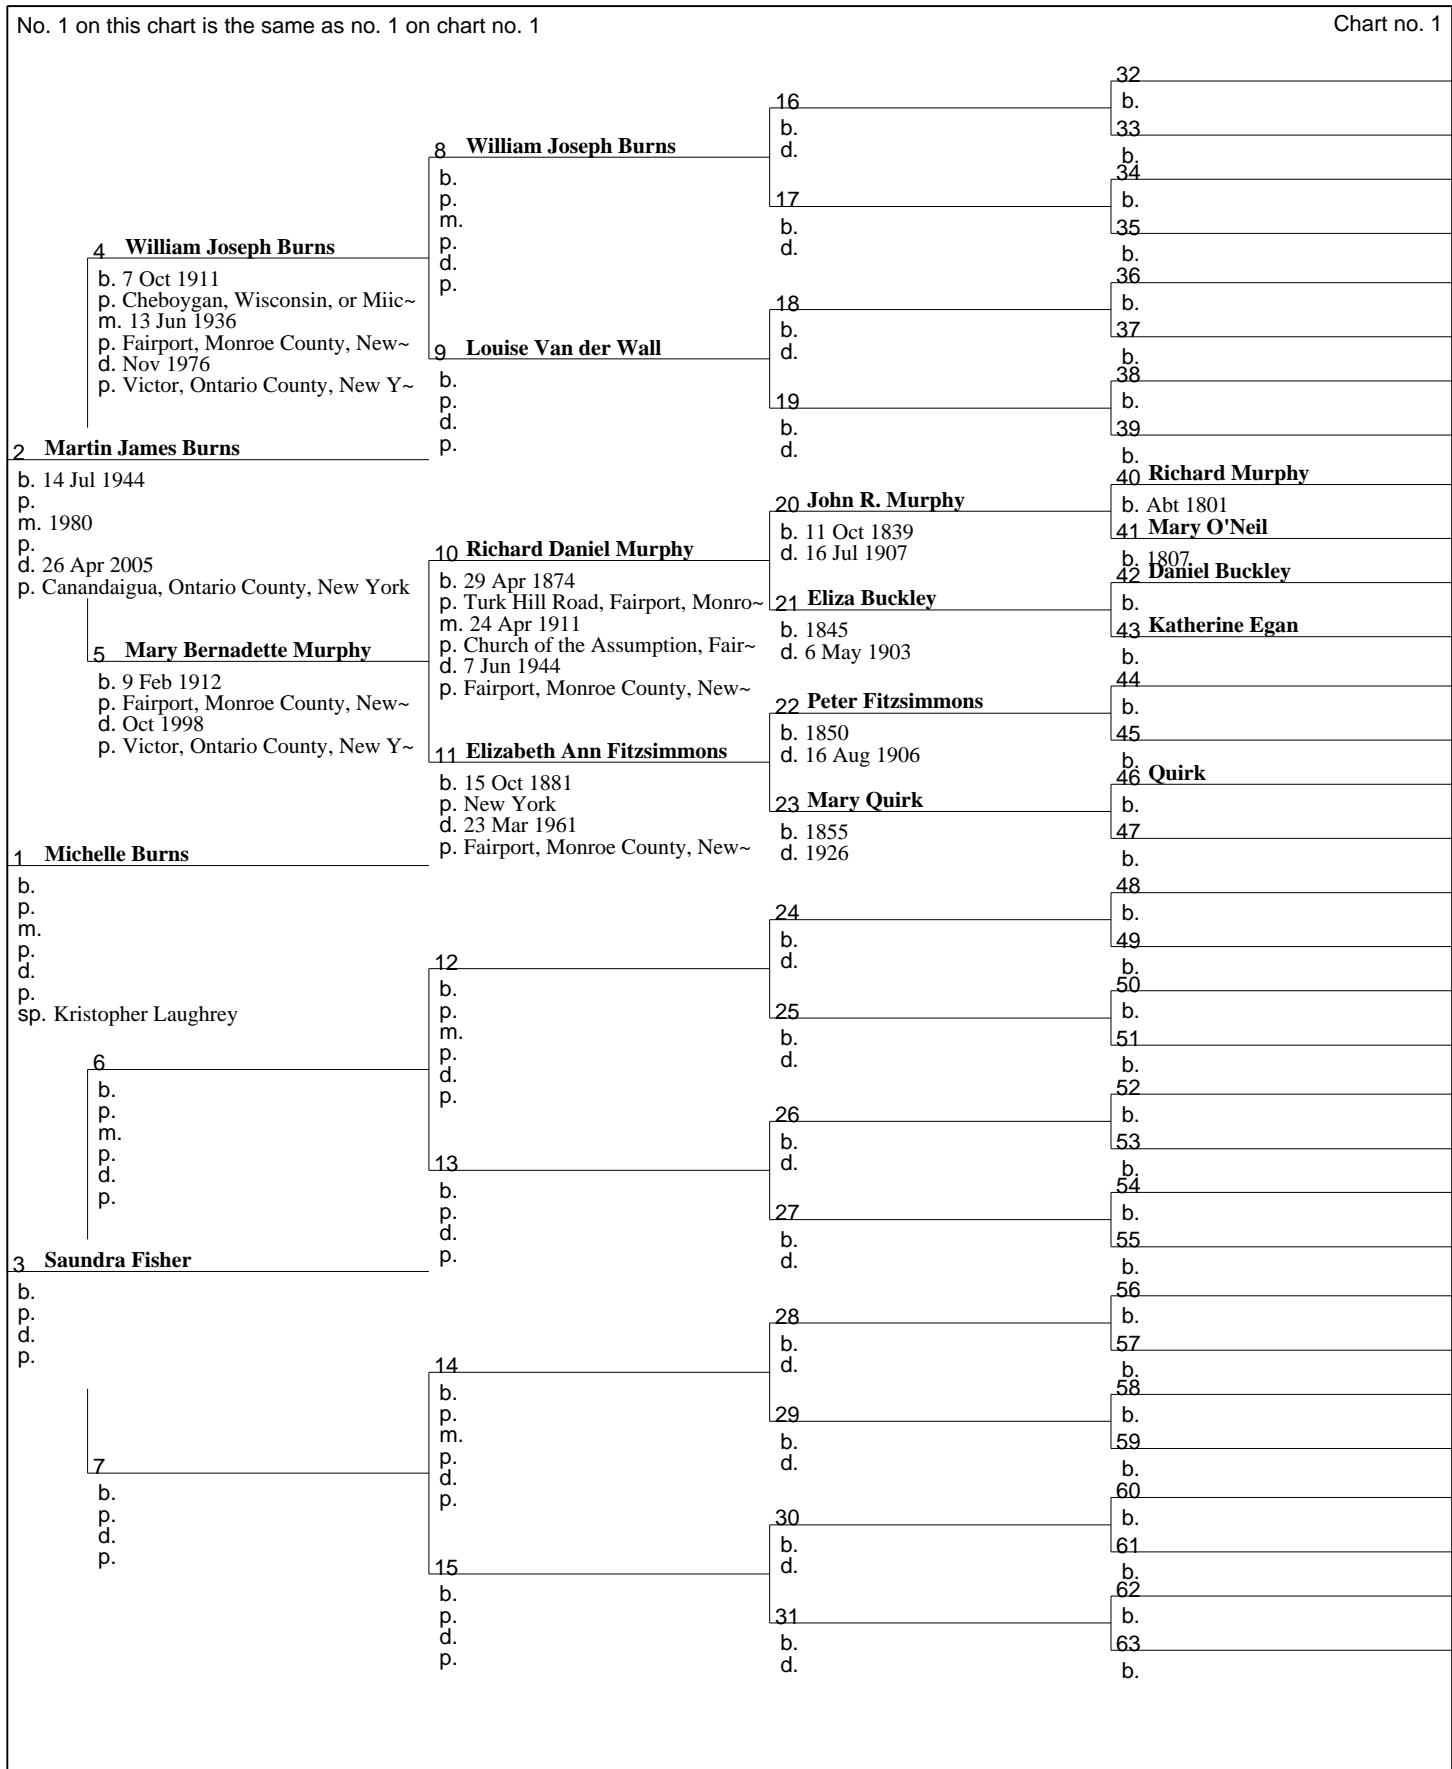 No. 1 on this chart is the same as no. 1 on chart no. 1
Chart no. 1
1 Michelle Burns
b.
p.
m.
p.
d.
p.
sp. Kristopher Laughrey
2 Martin James Burns
b. 14 Jul 1944
p.
m. 1980
p.
d. 26 Apr 2005
p. Canandaigua, Ontario County, New York
3 Saundra Fisher
b.
p.
d.
p.
4 William Joseph Burns
b. 7 Oct 1911
p. Cheboygan, Wisconsin, or Miic~
m. 13 Jun 1936
p. Fairport, Monroe County, New~
d. Nov 1976
p. Victor, Ontario County, New Y~
5 Mary Bernadette Murphy
b. 9 Feb 1912
p. Fairport, Monroe County, New~
d. Oct 1998
p. Victor, Ontario County, New Y~
6
b.
p.
m.
p.
d.
p.
7
b.
p.
d.
p.
8 William Joseph Burns
b.
p.
m.
p.
d.
p.
9 Louise Van der Wall
b.
p.
d.
p.
10 Richard Daniel Murphy
b. 29 Apr 1874
p. Turk Hill Road, Fairport, Monro~
m. 24 Apr 1911
p. Church of the Assumption, Fair~
d. 7 Jun 1944
p. Fairport, Monroe County, New~
11 Elizabeth Ann Fitzsimmons
b. 15 Oct 1881
p. New York
d. 23 Mar 1961
p. Fairport, Monroe County, New~
12
b.
p.
m.
p.
d.
p.
13
b.
p.
d.
p.
14
b.
p.
m.
p.
d.
p.
15
b.
p.
d.
p.
16
b.
d.
17
b.
d.
18
b.
d.
19
b.
d.
20 John R. Murphy
b. 11 Oct 1839
d. 16 Jul 1907
21 Eliza Buckley
b. 1845
d. 6 May 1903
22 Peter Fitzsimmons
b. 1850
d. 16 Aug 1906
23 Mary Quirk
b. 1855
d. 1926
24
b.
d.
25
b.
d.
26
b.
d.
27
b.
d.
28
b.
d.
29
b.
d.
30
b.
d.
31
b.
d.
32
b.
33
b.
34
b.
35
b.
36
b.
37
b.
38
b.
39
b.
40 Richard Murphy
b. Abt 1801
41 Mary O'Neil
b. 1807
42 Daniel Buckley
b.
43 Katherine Egan
b.
44
b.
45
b.
46 Quirk
b.
47
b.
48
b.
49
b.
50
b.
51
b.
52
b.
53
b.
54
b.
55
b.
56
b.
57
b.
58
b.
59
b.
60
b.
61
b.
62
b.
63
b.